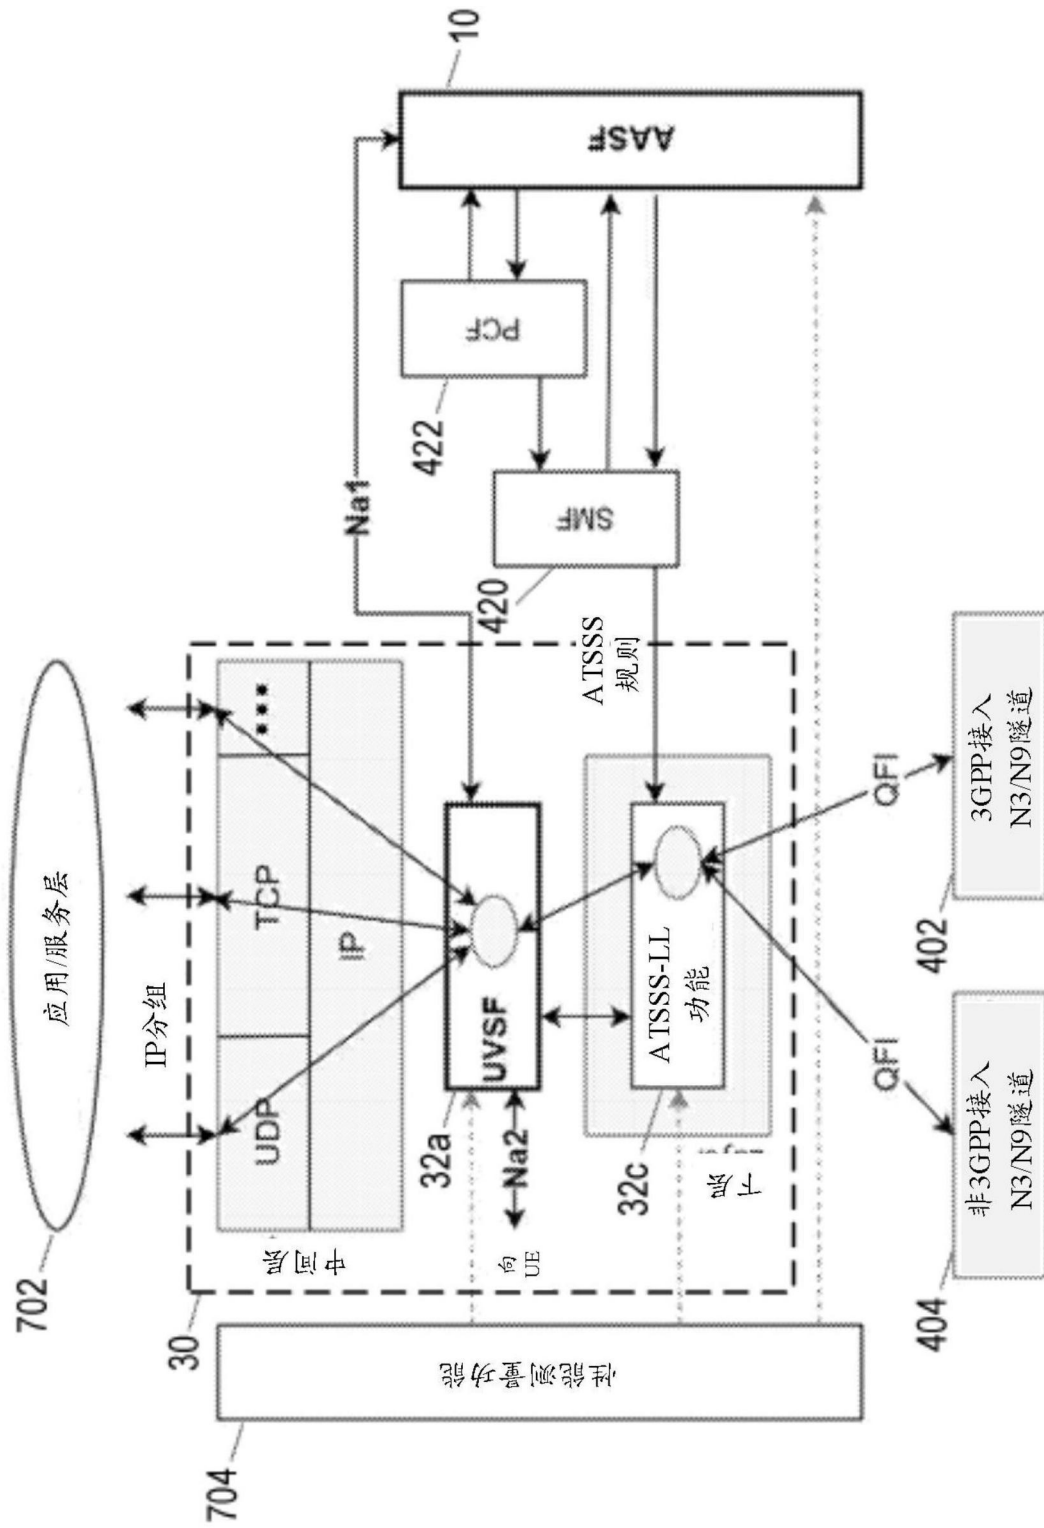 10
AASF
Na1
PCF
422
SMF
420
ATSSS
规则
应用/服务层
702
IP分组
UDP
TCP
...
IP
中间层
30
UVSF
32a
Na2
向
UE
ATSSS-LL
功能
32c
下层
QFI
QFI
3GPP接入
N3/N9隧道
402
非3GPP接入
N3/N9隧道
404
性能测量功能
704